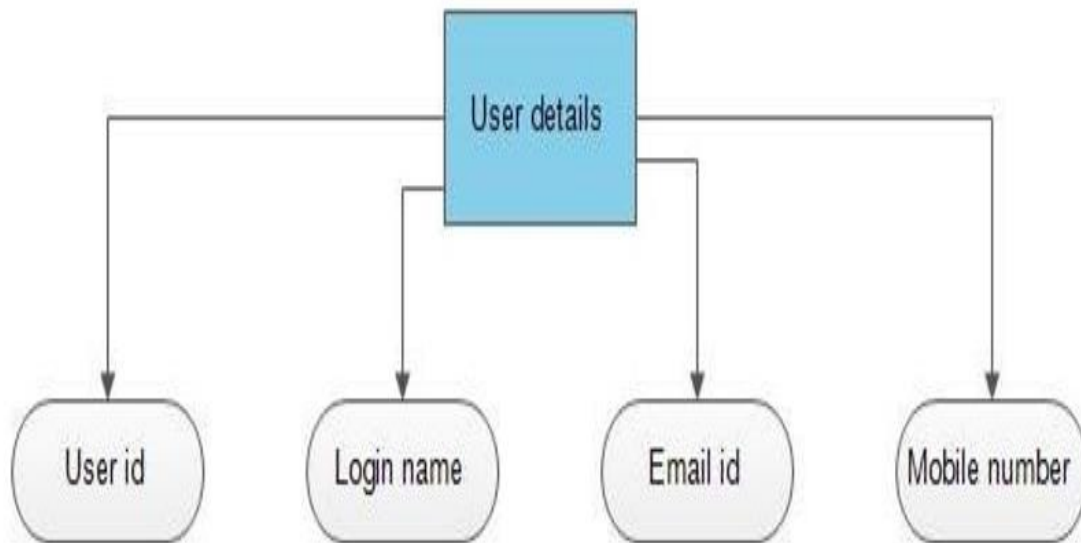 User details
User id
Login name
Email id
Mobile number